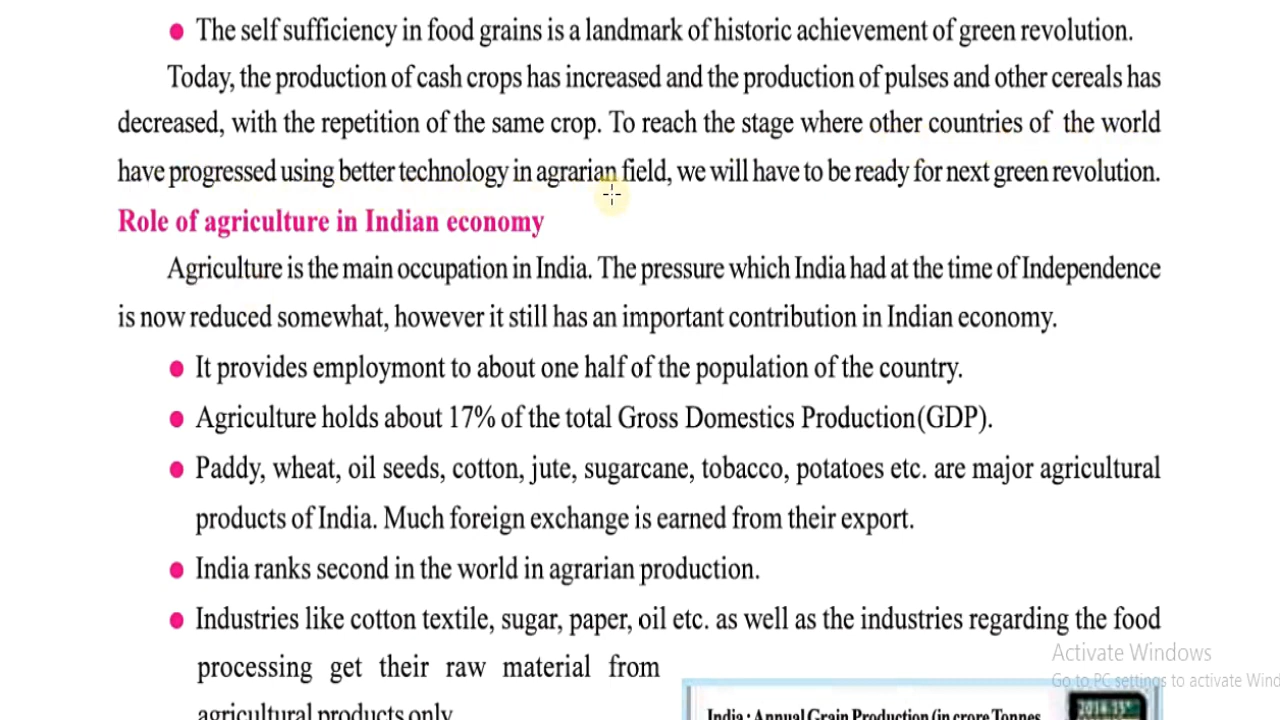 ● The self sufficiency in food grains is a landmark of historic achievement of green revolution.
Today, the production of cash crops has increased and the production of pulses and other cereals has
decreased, with the repetition of the same crop. To reach the stage where other countries of the world
have progressed using better technology in agrarian field, we will have to be ready for next green revolution.
Role of agriculture in Indian economy
Agriculture is the main occupation in India. The pressure which India had at the time of Independence
is now reduced somewhat, however it still has an important contribution in Indian economy.
● It provides employmont to about one half of the population of the country.
● Agriculture holds about 17% of the total Gross Domestics Production(GDP).
● Paddy, wheat, oil seeds, cotton, jute, sugarcane, tobacco, potatoes etc. are major agricultural
products of India. Much foreign exchange is earned from their export.
● India ranks second in the world in agrarian production.
● Industries like cotton textile, sugar, paper, oil etc. as well as the industries regarding the food
processing get their raw material from
agricultural products only
Activate Windows
Go to PC settings to activate Wind
India : Annual Grain Production (in crore Tonnes
2014-15